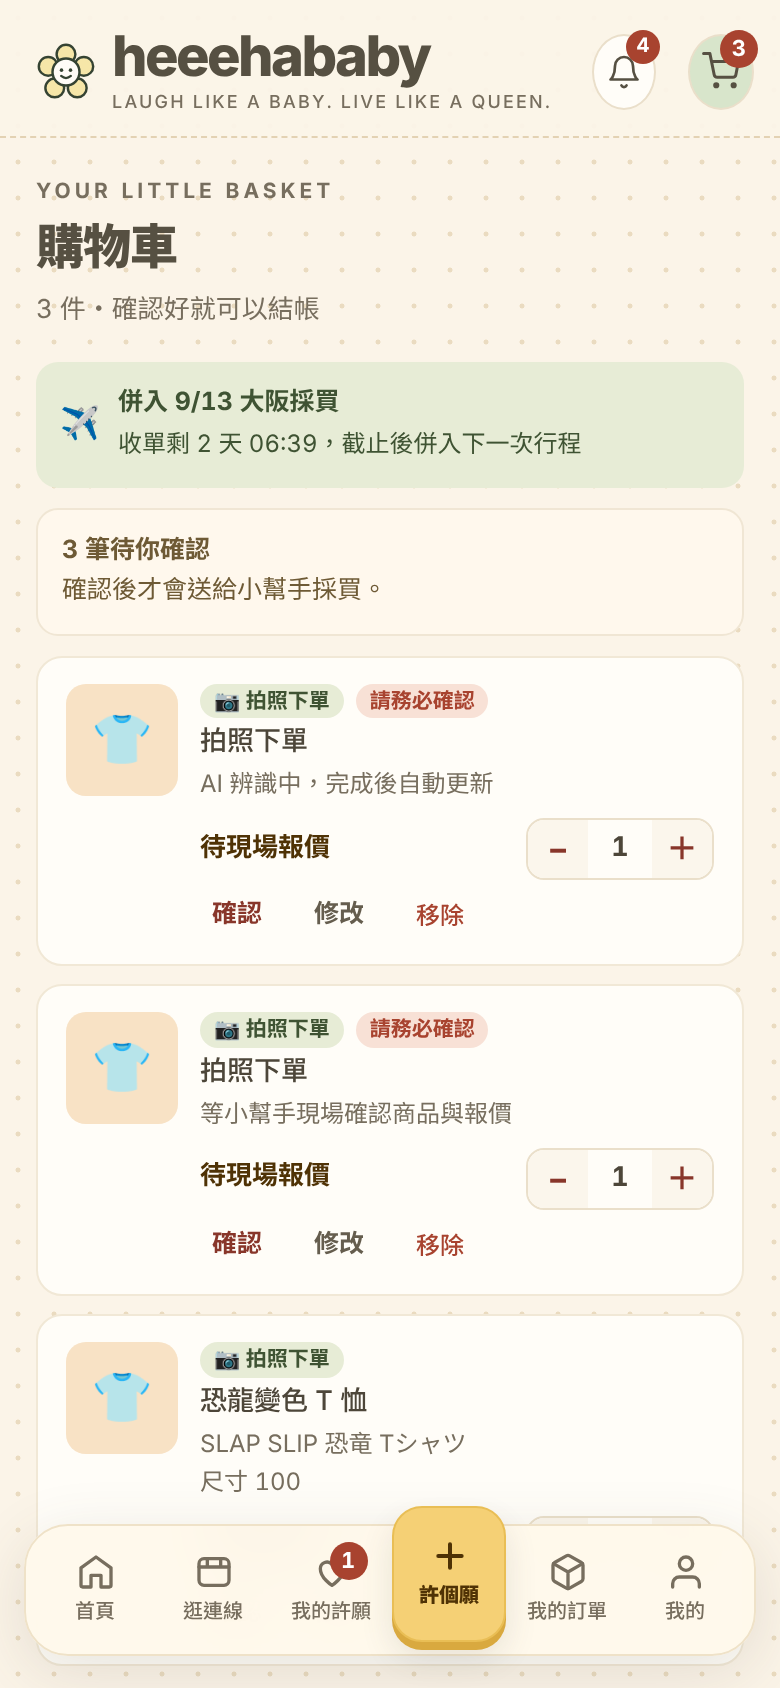 heeehababy
LAUGH LIKE A BABY. LIVE LIKE A QUEEN.
4
3
YOUR LITTLE BASKET
購物車
3 件・確認好就可以結帳
併入 9/13 大阪採買
收單剩 2 天 06:39，截止後併入下一次行程
3 筆待你確認
確認後才會送給小幫手採買。
拍照下單 請務必確認
拍照下單
AI 辨識中，完成後自動更新
待現場報價 − 1 +
確認 修改 移除
拍照下單 請務必確認
拍照下單
等小幫手現場確認商品與報價
待現場報價 − 1 +
確認 修改 移除
拍照下單
恐龍變色 T 恤
SLAP SLIP 恐竜 Tシャツ
尺寸 100
1
首頁 逛連線 我的許願 許個願 我的訂單 我的